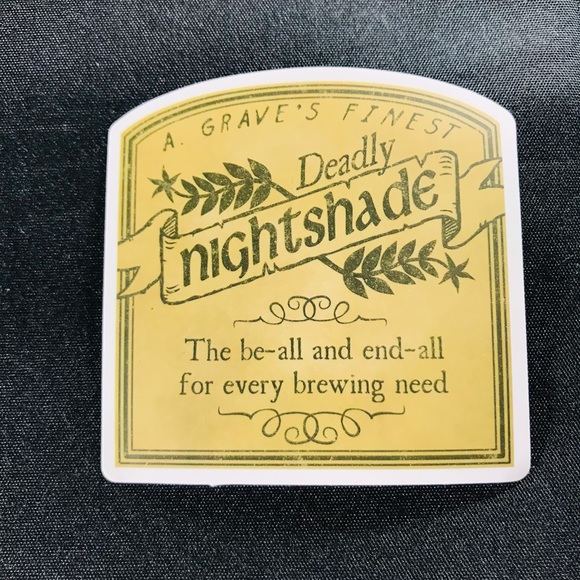 A. GRAVE'S FINEST
Deadly
nightshade
The be-all and end-all
for every brewing need